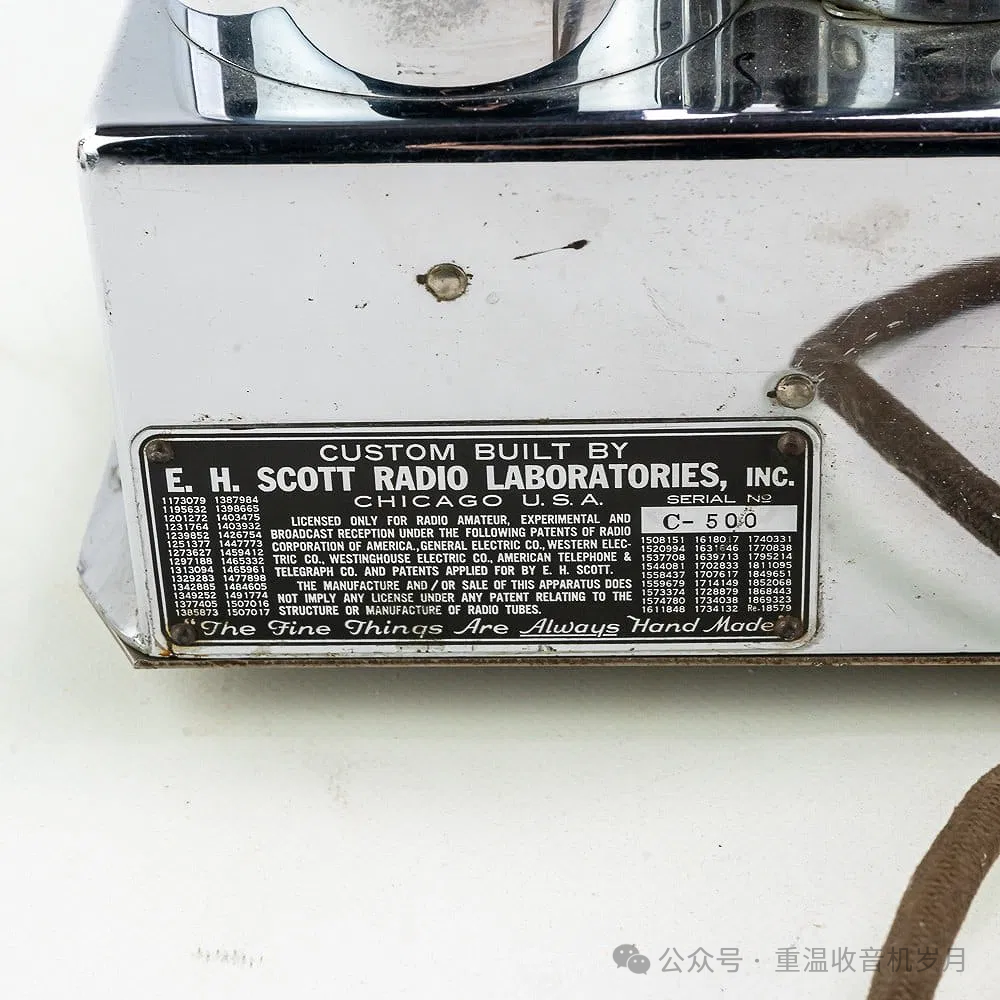 CUSTOM BUILT BY
E. H. SCOTT RADIO LABORATORIES, INC.
CHICAGO U.S.A.
SERIAL Nº
C-500
1173079 1387984
1195632 1398665
1201272 1403475
1231764 1403932
1239852 1426754
1251377 1447773
1273627 1459412
1297188 1465332
1313094 1465961
1329283 1477898
1342885 1484605
1349252 1491774
1377405 1507016
1385873 1507017
LICENSED ONLY FOR RADIO AMATEUR, EXPERIMENTAL AND
BROADCAST RECEPTION UNDER THE FOLLOWING PATENTS OF RADIO
CORPORATION OF AMERICA, GENERAL ELECTRIC CO., WESTERN ELEC-
TRIC CO., WESTINGHOUSE ELECTRIC CO., AMERICAN TELEPHONE &
TELEGRAPH CO. AND PATENTS APPLIED FOR BY E. H. SCOTT.
THE MANUFACTURE AND/OR SALE OF THIS APPARATUS DOES
NOT IMPLY ANY LICENSE UNDER ANY PATENT RELATING TO THE
STRUCTURE OR MANUFACTURE OF RADIO TUBES.
1508151 1618017 1740331
1520994 1631646 1770838
1537708 1639713 1795214
1544081 1702833 1811095
1558437 1707617 1849651
1559679 1714149 1852068
1573374 1728879 1868443
1574780 1734038 1869323
1611848 1734132 Re-18579
"The Fine Things Are Always Hand Made"
公众号 · 重温收音机岁月